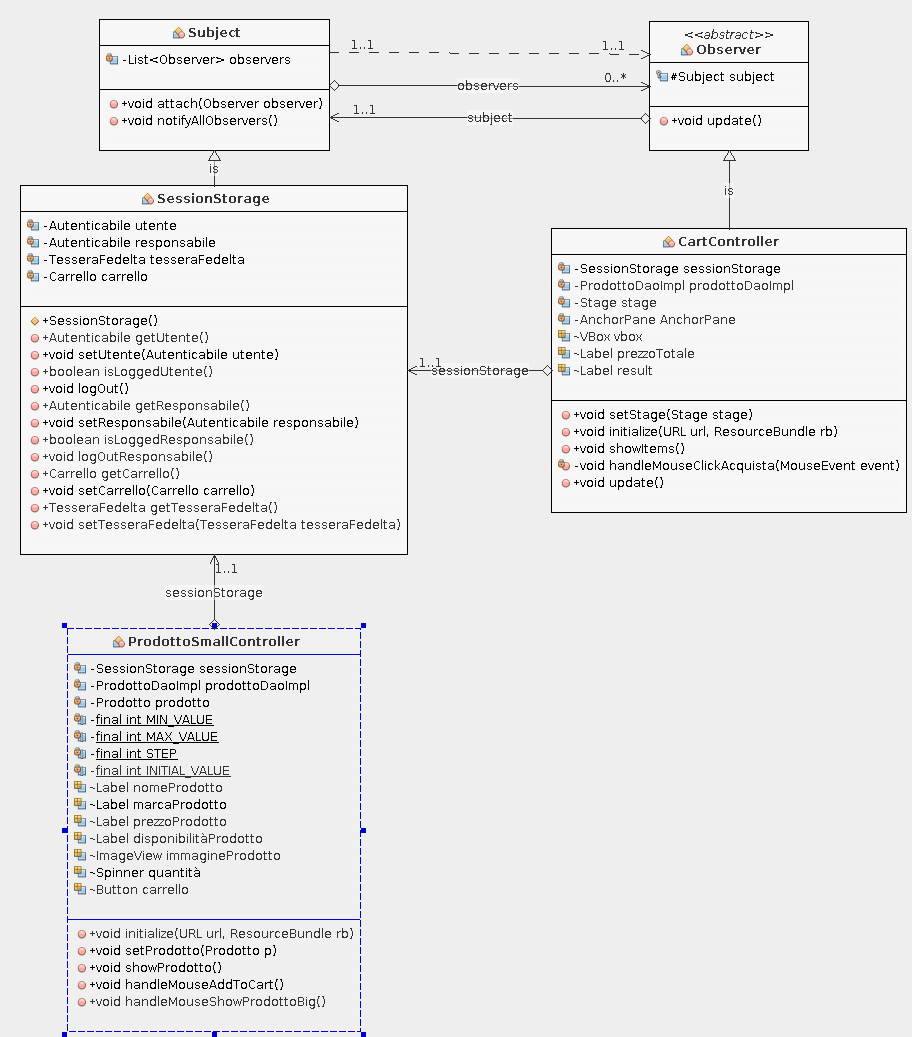 Subject
-List<Observer> observers
+void attach(Observer observer)
+void notifyAllObservers()
1..1
1..1
observers
0..*
1..1
subject
<<abstract>>
Observer
#Subject subject
+void update()
is
is
SessionStorage
-Autenticabile utente
-Autenticabile responsabile
-TesseraFedelta tesseraFedelta
-Carrello carrello
+SessionStorage()
+Autenticabile getUtente()
+void setUtente(Autenticabile utente)
+boolean isLoggedUtente()
+void logOut()
+Autenticabile getResponsabile()
+void setResponsabile(Autenticabile responsabile)
+boolean isLoggedResponsabile()
+void logOutResponsabile()
+Carrello getCarrello()
+void setCarrello(Carrello carrello)
+TesseraFedelta getTesseraFedelta()
+void setTesseraFedelta(TesseraFedelta tesseraFedelta)
1..1
sessionStorage
CartController
-SessionStorage sessionStorage
-ProdottoDaoImpl prodottoDaoImpl
-Stage stage
-AnchorPane AnchorPane
~VBox vbox
~Label prezzoTotale
~Label result
+void setStage(Stage stage)
+void initialize(URL url, ResourceBundle rb)
+void showItems()
-void handleMouseClickAcquista(MouseEvent event)
+void update()
1..1
sessionStorage
ProdottoSmallController
-SessionStorage sessionStorage
-ProdottoDaoImpl prodottoDaoImpl
-Prodotto prodotto
-final int MIN_VALUE
-final int MAX_VALUE
-final int STEP
-final int INITIAL_VALUE
~Label nomeProdotto
~Label marcaProdotto
~Label prezzoProdotto
~Label disponibilitàProdotto
~ImageView immagineProdotto
~Spinner quantità
~Button carrello
+void initialize(URL url, ResourceBundle rb)
+void setProdotto(Prodotto p)
+void showProdotto()
+void handleMouseAddToCart()
+void handleMouseShowProdottoBig()